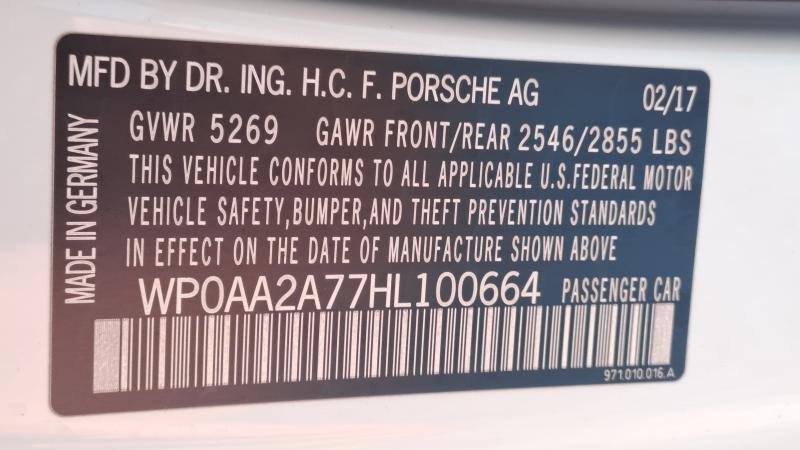 MFD BY DR. ING. H.C. F. PORSCHE AG 02/17
GVWR 5269 GAWR FRONT/REAR 2546/2855 LBS
THIS VEHICLE CONFORMS TO ALL APPLICABLE U.S.FEDERAL MOTOR
VEHICLE SAFETY,BUMPER,AND THEFT PREVENTION STANDARDS
IN EFFECT ON THE DATE OF MANUFACTURE SHOWN ABOVE
WP0AA2A77HL100664 PASSENGER CAR
971.010.016.A
MADE IN GERMANY